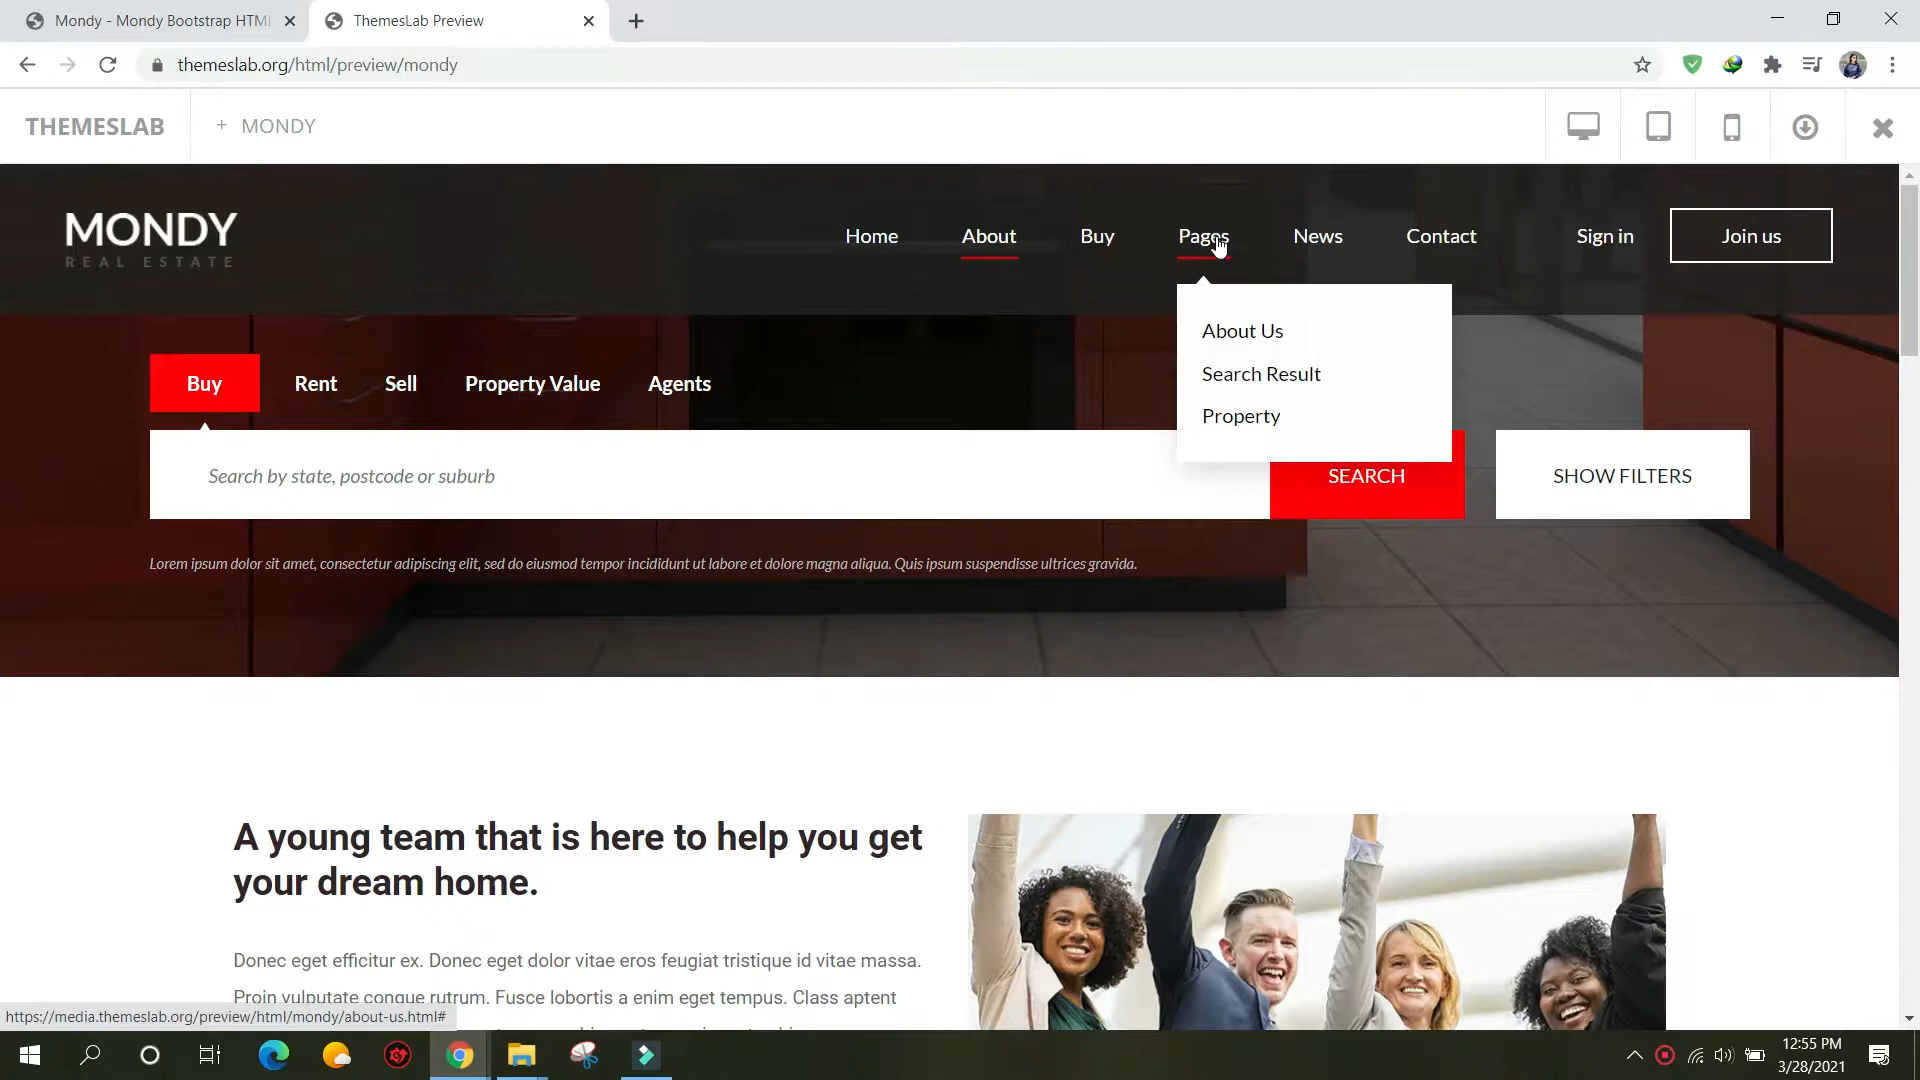 Mondy - Mondy Bootstrap HTM
ThemesLab Preview
themeslab.org/html/preview/mondy
THEMESLAB
+ MONDY
MONDY
REAL ESTATE
Home
About
Buy
Pages
News
Contact
Sign in
Join us
About Us
Search Result
Property
Buy
Rent
Sell
Property Value
Agents
Search by state, postcode or suburb
SEARCH
SHOW FILTERS
Lorem ipsum dolor sit amet, consectetur adipiscing elit, sed do eiusmod tempor incididunt ut labore et dolore magna aliqua. Quis ipsum suspendisse ultrices gravida.
A young team that is here to help you get
your dream home.
Donec eget efficitur ex. Donec eget dolor vitae eros feugiat tristique id vitae massa.
Proin vulputate congue rutrum. Fusce lobortis a enim eget tempus. Class aptent
https://media.themeslab.org/preview/html/mondy/about-us.html#
12:55 PM
3/28/2021